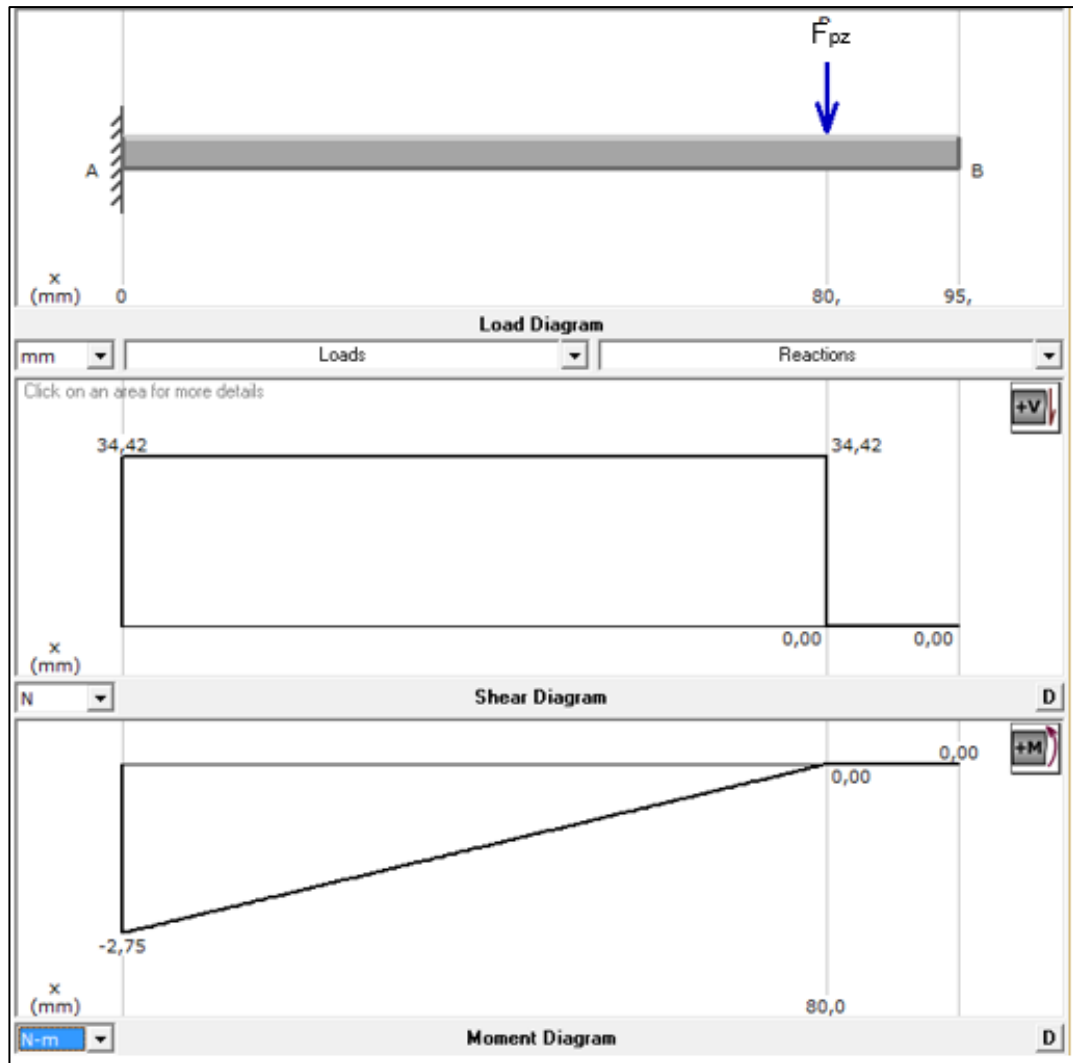 Fpz
A
B
x
(mm) 0 80, 95,
Load Diagram
mm Loads Reactions
Click on an area for more details
+V
34,42 34,42
0,00 0,00
x
(mm)
N Shear Diagram D
+M
0,00
0,00
-2,75
x
(mm) 80,0
N-m Moment Diagram D